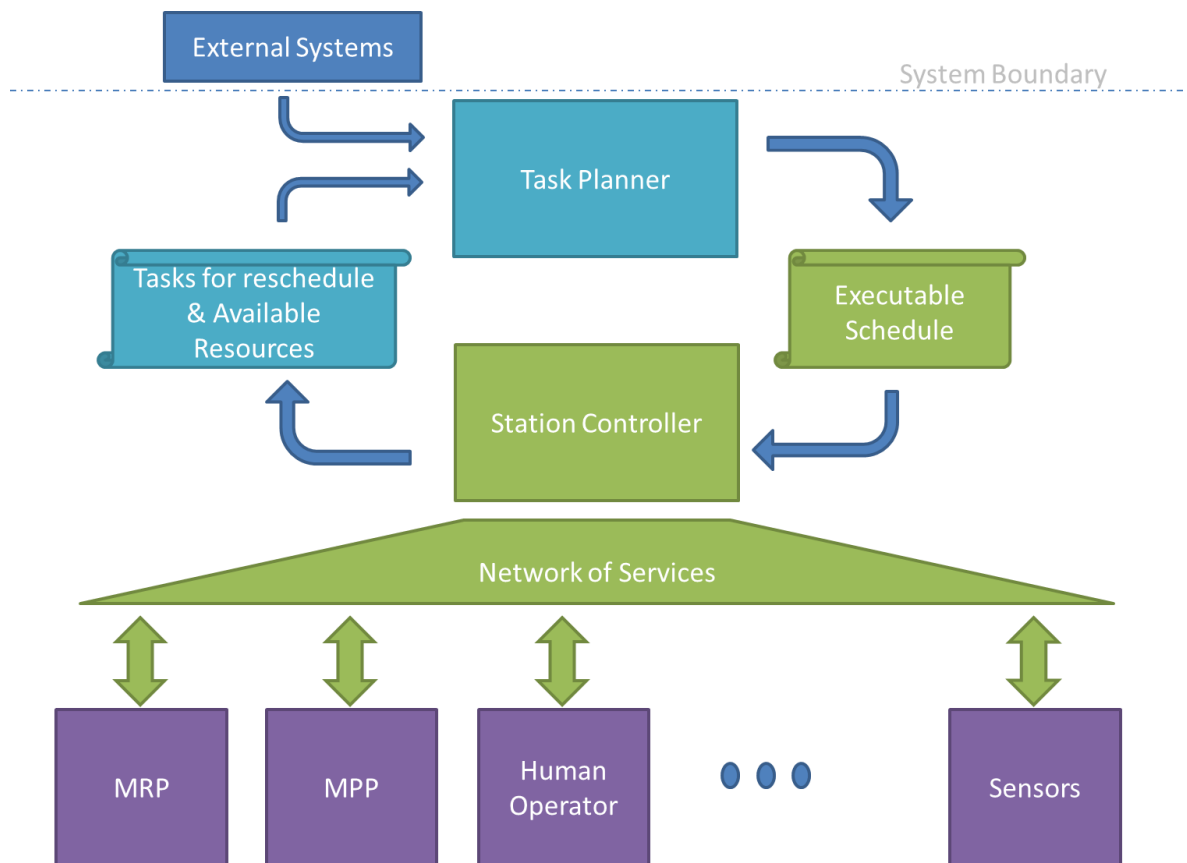 External Systems
System Boundary
Task Planner
Tasks for reschedule
& Available
Resources
Executable
Schedule
Station Controller
Network of Services
MRP
MPP
Human
Operator
Sensors